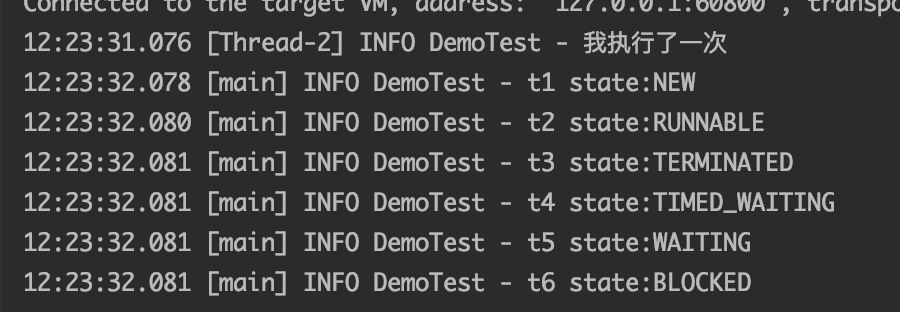 Connected to the target VM, address: '127.0.0.1:60800', transpo
12:23:31.076 [Thread-2] INFO DemoTest - 我执行了一次
12:23:32.078 [main] INFO DemoTest - t1 state:NEW
12:23:32.080 [main] INFO DemoTest - t2 state:RUNNABLE
12:23:32.081 [main] INFO DemoTest - t3 state:TERMINATED
12:23:32.081 [main] INFO DemoTest - t4 state:TIMED_WAITING
12:23:32.081 [main] INFO DemoTest - t5 state:WAITING
12:23:32.081 [main] INFO DemoTest - t6 state:BLOCKED